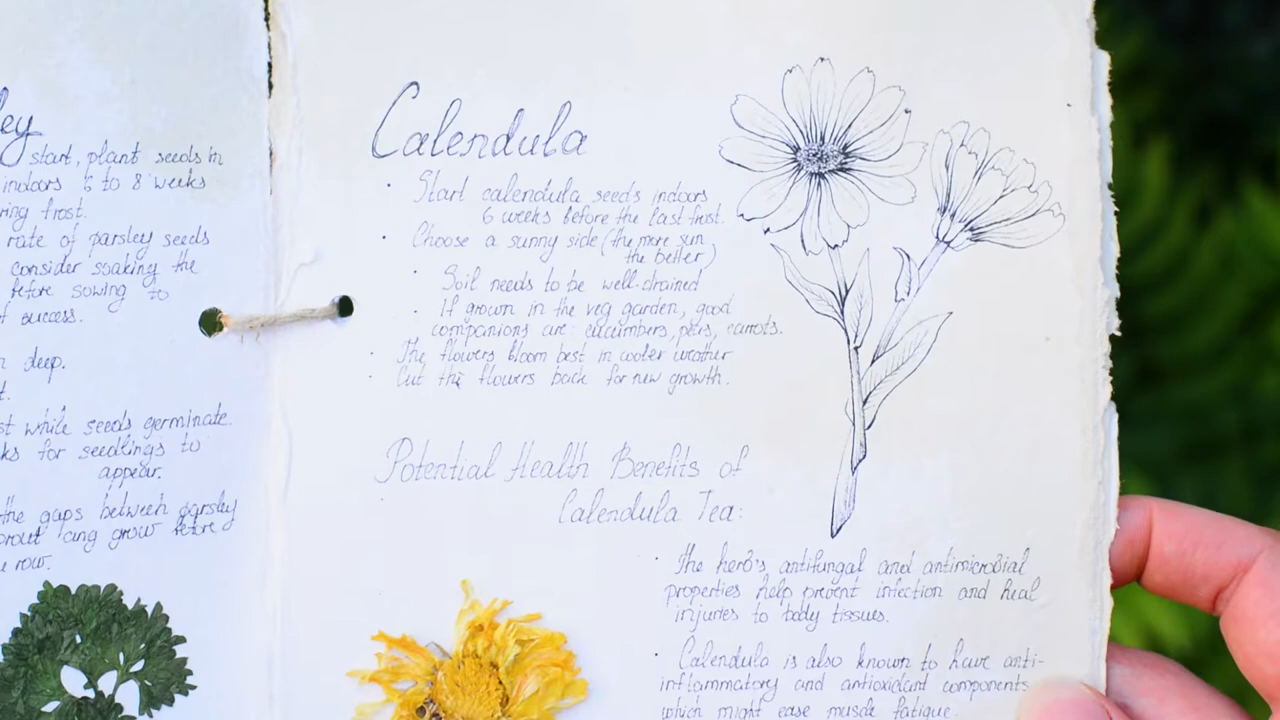 ley
start, plant seeds in
indoors 6 to 8 weeks
ring frost.
rate of parsley seeds
consider soaking the
before sowing to
f success.
n deep.
t.
st while seeds germinate.
ks for seedlings to
appear.
the gaps between parsley
prout and grow before
e row.
Calendula
· Start calendula seeds indoors
6 weeks before the last frost.
· Choose a sunny side (the more sun
the better)
· Soil needs to be well-drained
· If grown in the veg garden, good
companions are: cucumbers, peas, carrots.
· The flowers bloom best in cooler weather
· Cut the flowers back for new growth.
Potential Health Benefits of
Calendula Tea:
· The herb's antifungal and antimicrobial
properties help prevent infection and heal
injuries to body tissues.
· Calendula is also known to have anti-
inflammatory and antioxidant components
which might ease muscle fatigue.